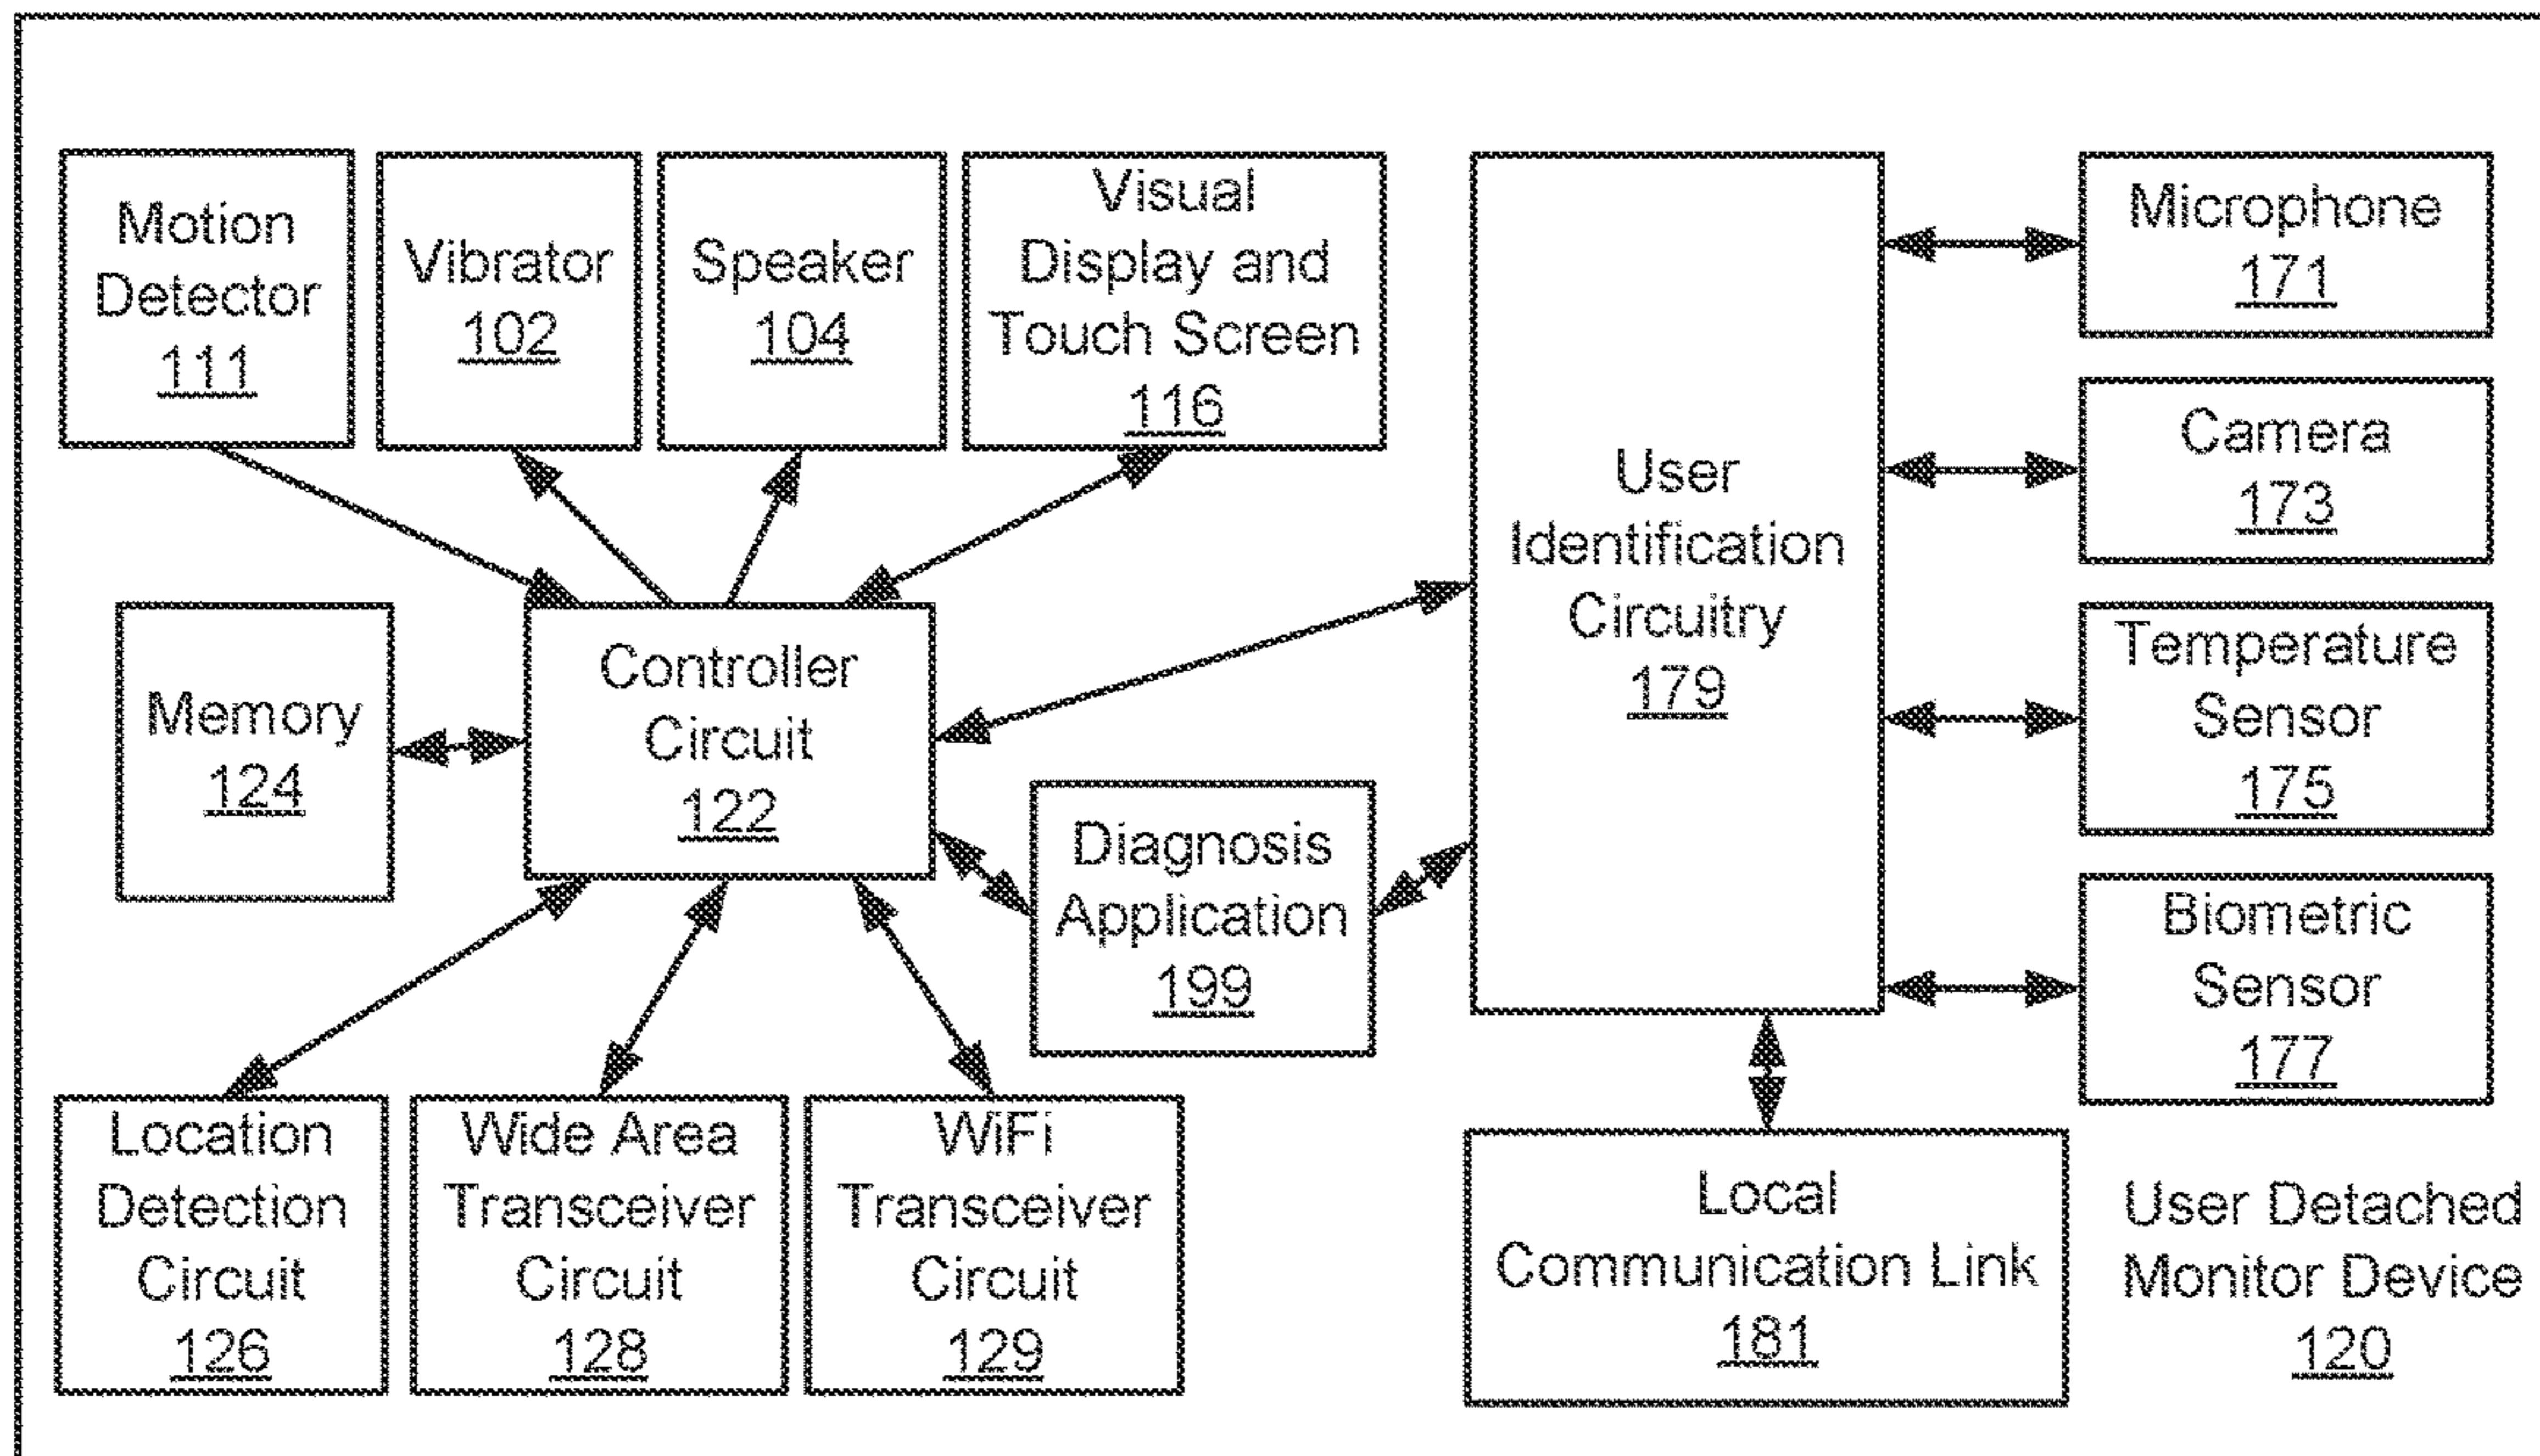 Motion
Detector
111
Vibrator
102
Speaker
104
Visual
Display and
Touch Screen
116
User
Identification
Circuitry
179
Microphone
171
Camera
173
Temperature
Sensor
175
Biometric
Sensor
177
Memory
124
Controller
Circuit
122
Diagnosis
Application
199
Location
Detection
Circuit
126
Wide Area
Transceiver
Circuit
128
WiFi
Transceiver
Circuit
129
Local
Communication Link
181
User Detached
Monitor Device
120